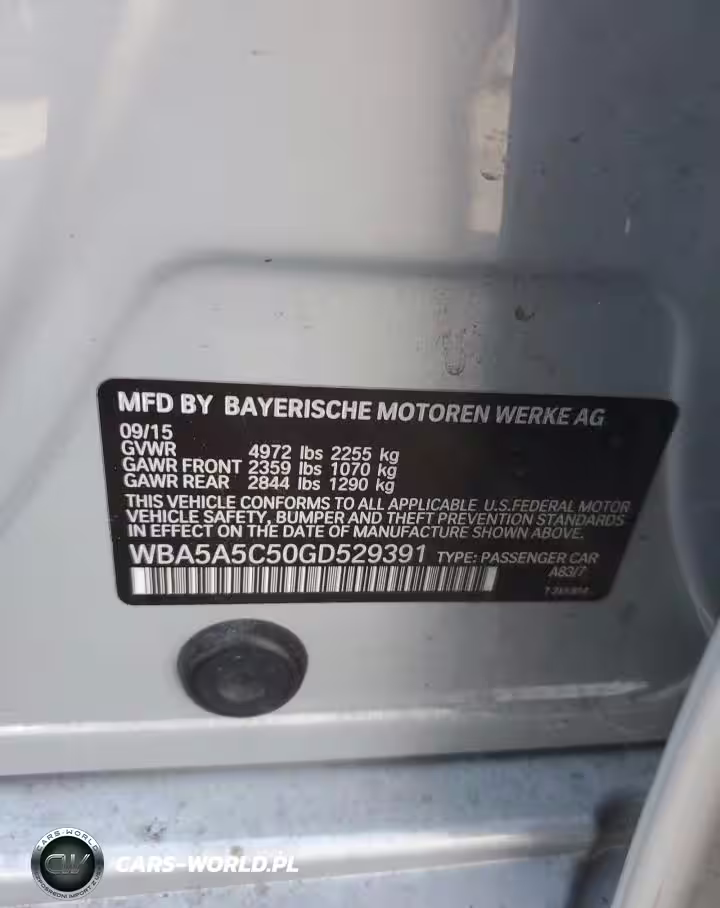 MFD BY BAYERISCHE MOTOREN WERKE AG
09/15
GVWR 4972 lbs 2255 kg
GAWR FRONT 2359 lbs 1070 kg
GAWR REAR 2844 lbs 1290 kg
THIS VEHICLE CONFORMS TO ALL APPLICABLE U.S.FEDERAL MOTOR
VEHICLE SAFETY, BUMPER AND THEFT PREVENTION STANDARDS
IN EFFECT ON THE DATE OF MANUFACTURE SHOWN ABOVE.
WBA5A5C50GD529391 TYPE: PASSENGER CAR
A83/7
CARS-WORLD
CW
CARS-WORLD.PL